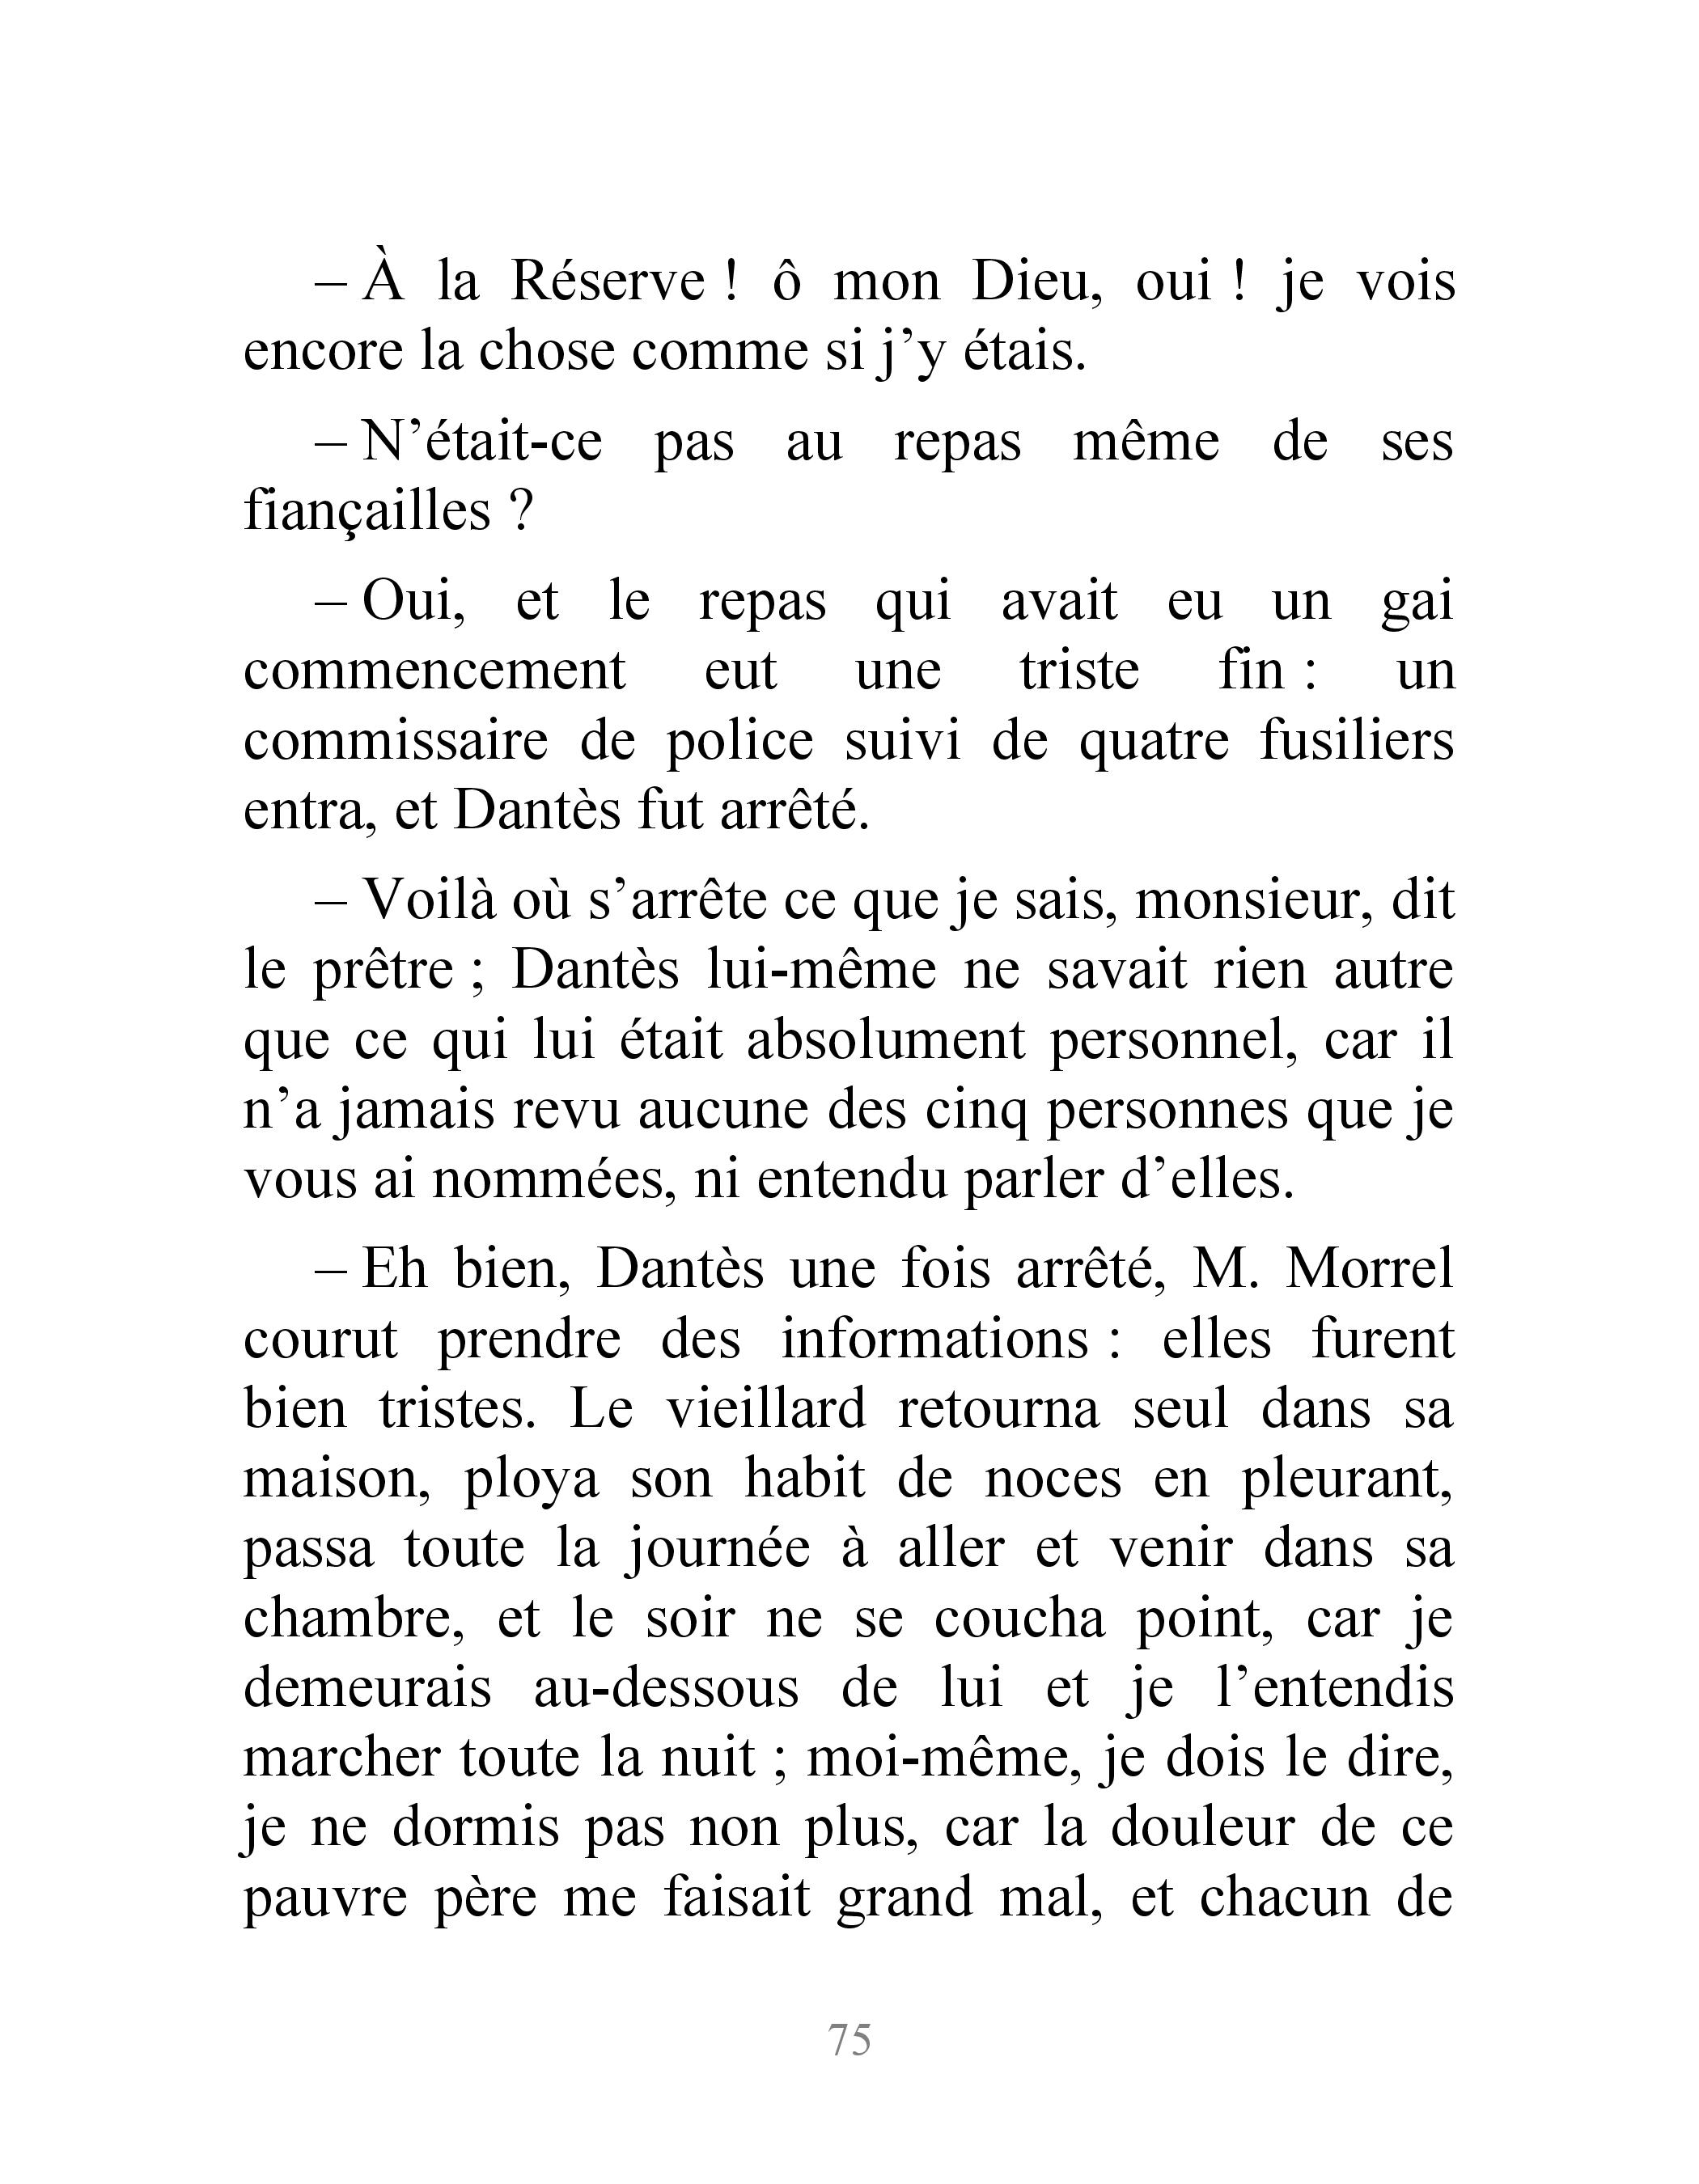 – À la Réserve ! ô mon Dieu, oui ! je vois
encore la chose comme si j’y étais.
– N’était-ce pas au repas même de ses
fiançailles ?
– Oui, et le repas qui avait eu un gai
commencement eut une triste fin : un
commissaire de police suivi de quatre fusiliers
entra, et Dantès fut arrêté.
– Voilà où s’arrête ce que je sais, monsieur, dit
le prêtre ; Dantès lui-même ne savait rien autre
que ce qui lui était absolument personnel, car il
n’a jamais revu aucune des cinq personnes que je
vous ai nommées, ni entendu parler d’elles.
– Eh bien, Dantès une fois arrêté, M. Morrel
courut prendre des informations : elles furent
bien tristes. Le vieillard retourna seul dans sa
maison, ploya son habit de noces en pleurant,
passa toute la journée à aller et venir dans sa
chambre, et le soir ne se coucha point, car je
demeurais au-dessous de lui et je l’entendis
marcher toute la nuit ; moi-même, je dois le dire,
je ne dormis pas non plus, car la douleur de ce
pauvre père me faisait grand mal, et chacun de
75